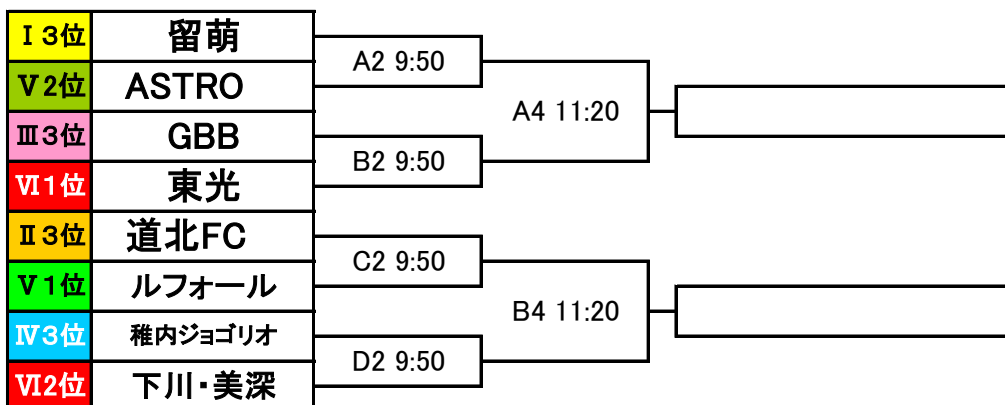 Ⅰ3位 留萌
Ⅴ2位 ASTRO
Ⅲ3位 GBB
Ⅵ1位 東光
Ⅱ3位 道北FC
Ⅴ1位 ルフォール
Ⅳ3位 稚内ジョゴリオ
Ⅵ2位 下川・美深
A2 9:50
B2 9:50
C2 9:50
D2 9:50
A4 11:20
B4 11:20